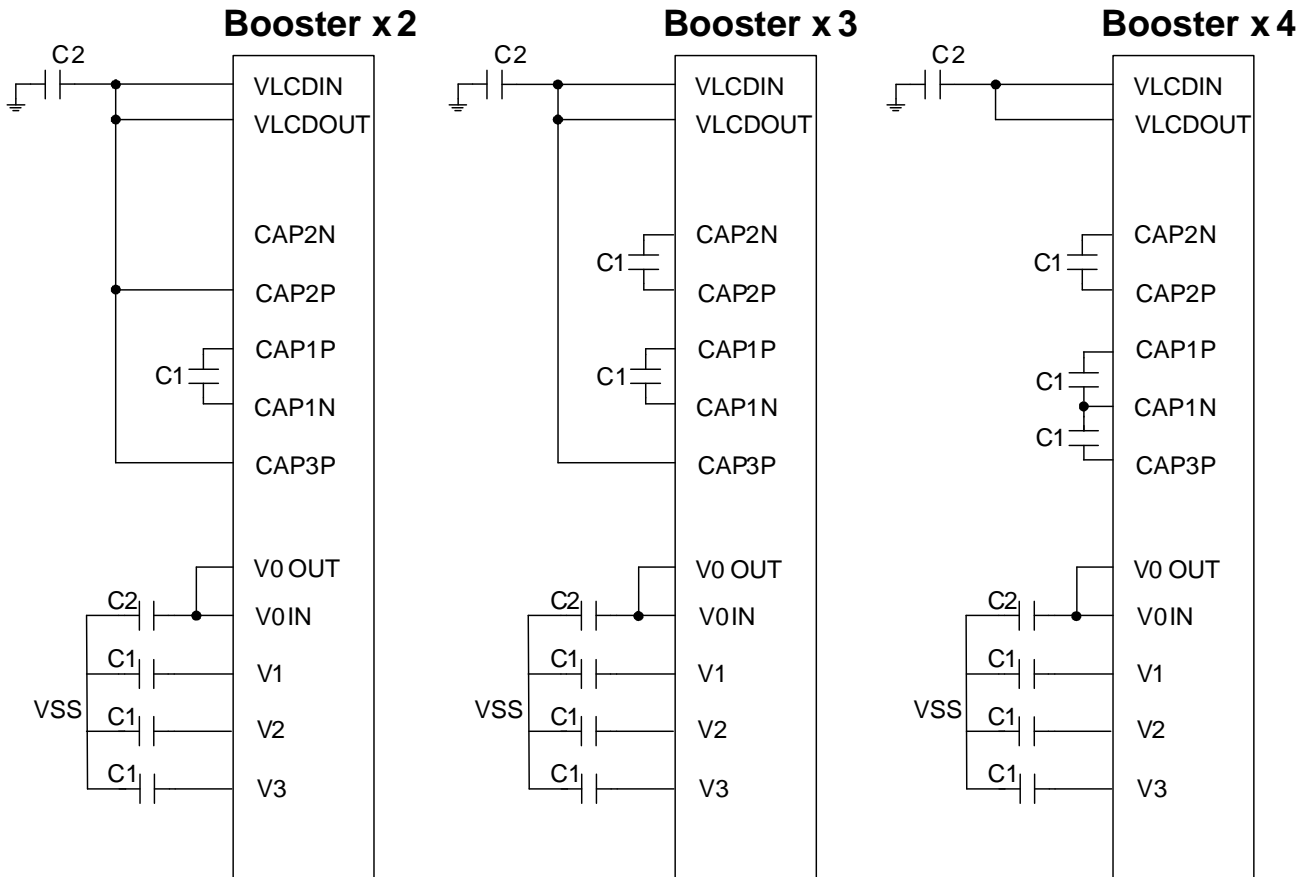 Booster x 2
C2
VLCDIN
VLCDOUT
CAP2N
CAP2P
CAP1P
C1
CAP1N
CAP3P
V0 OUT
C2
V0IN
C1
V1
VSS
C1
V2
C1
V3
Booster x 3
C2
VLCDIN
VLCDOUT
CAP2N
C1
CAP2P
CAP1P
C1
CAP1N
CAP3P
V0 OUT
C2
V0IN
C1
V1
VSS
C1
V2
C1
V3
Booster x 4
C2
VLCDIN
VLCDOUT
CAP2N
C1
CAP2P
CAP1P
C1
CAP1N
C1
CAP3P
V0 OUT
C2
V0IN
C1
V1
VSS
C1
V2
C1
V3